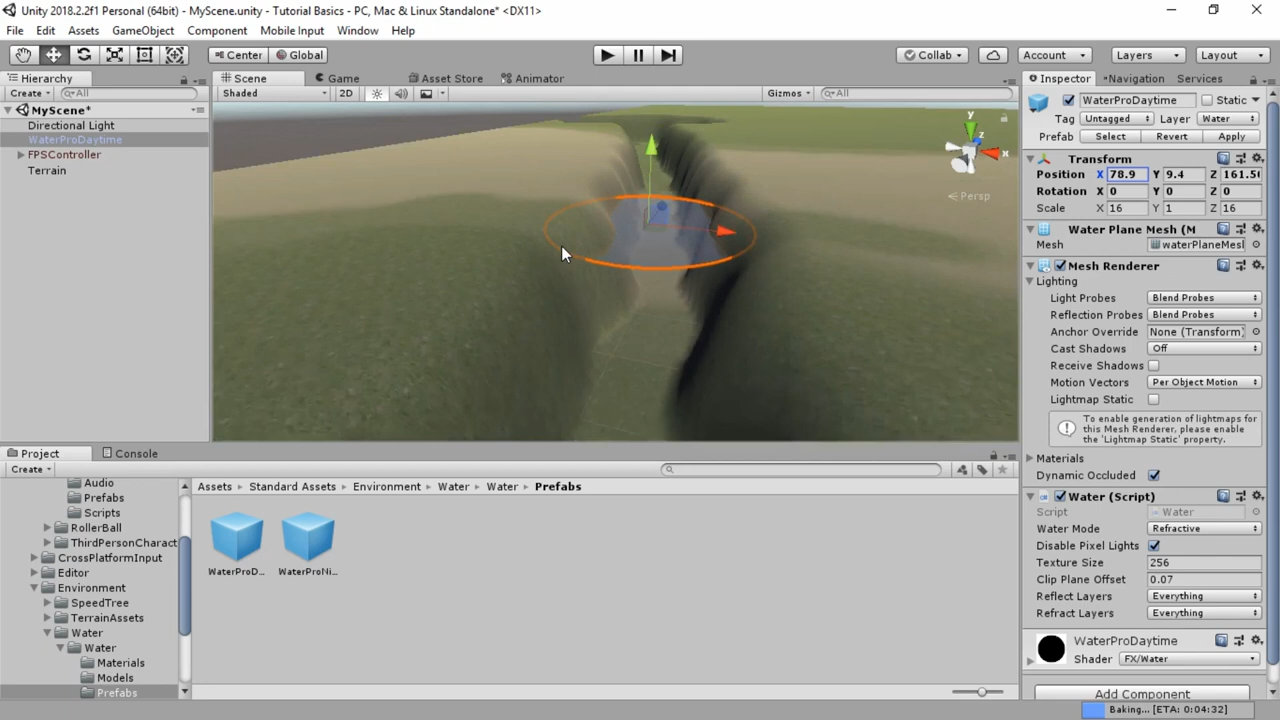 Unity 2018.2.2f1 Personal (64bit) - MyScene.unity - Tutorial Basics - PC, Mac & Linux Standalone* <DX11>
File Edit Assets GameObject Component Mobile Input Window Help
Center Global Collab Account Layers Layout
Hierarchy
Create All
MyScene*
Directional Light
WaterProDaytime
FPSController
Terrain
Scene Game Asset Store Animator
Shaded 2D Gizmos All
y
z
x
Persp
Inspector Navigation Services
WaterProDaytime Static
Tag Untagged Layer Water
Prefab Select Revert Apply
Transform
Position X 78.9 Y 9.4 Z 161.5
Rotation X 0 Y 0 Z 0
Scale X 16 Y 1 Z 16
Water Plane Mesh (M
Mesh waterPlaneMesl
Mesh Renderer
Lighting
Light Probes Blend Probes
Reflection Probes Blend Probes
Anchor Override None (Transform)
Cast Shadows Off
Receive Shadows
Motion Vectors Per Object Motion
Lightmap Static
To enable generation of lightmaps for
this Mesh Renderer, please enable
the 'Lightmap Static' property.
Materials
Dynamic Occluded
Water (Script)
Script Water
Water Mode Refractive
Disable Pixel Lights
Texture Size 256
Clip Plane Offset 0.07
Reflect Layers Everything
Refract Layers Everything
WaterProDaytime
Shader FX/Water
Add Component
Baking... [ETA: 0:04:32]
Project Console
Create
Audio
Prefabs
Scripts
RollerBall
ThirdPersonCharact
CrossPlatformInput
Editor
Environment
SpeedTree
TerrainAssets
Water
Water
Materials
Models
Prefabs
Assets Standard Assets Environment Water Water Prefabs
WaterProD... WaterProNi...